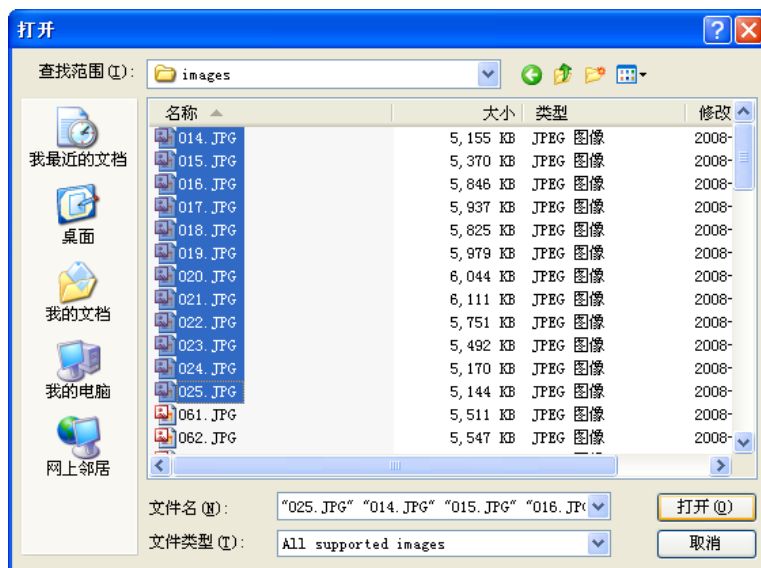 打开
查找范围(I):
images
名称 大小 类型 修改
014.JPG 5,155 KB JPEG 图像 2008-
015.JPG 5,370 KB JPEG 图像 2008-
016.JPG 5,846 KB JPEG 图像 2008-
017.JPG 5,937 KB JPEG 图像 2008-
018.JPG 5,825 KB JPEG 图像 2008-
019.JPG 5,979 KB JPEG 图像 2008-
020.JPG 6,044 KB JPEG 图像 2008-
021.JPG 6,111 KB JPEG 图像 2008-
022.JPG 5,751 KB JPEG 图像 2008-
023.JPG 5,492 KB JPEG 图像 2008-
024.JPG 5,170 KB JPEG 图像 2008-
025.JPG 5,144 KB JPEG 图像 2008-
061.JPG 5,511 KB JPEG 图像 2008-
062.JPG 5,547 KB JPEG 图像 2008-
我最近的文档
桌面
我的文档
我的电脑
网上邻居
文件名(N): "025.JPG" "014.JPG" "015.JPG" "016.JP 打开(O)
文件类型(T): All supported images 取消